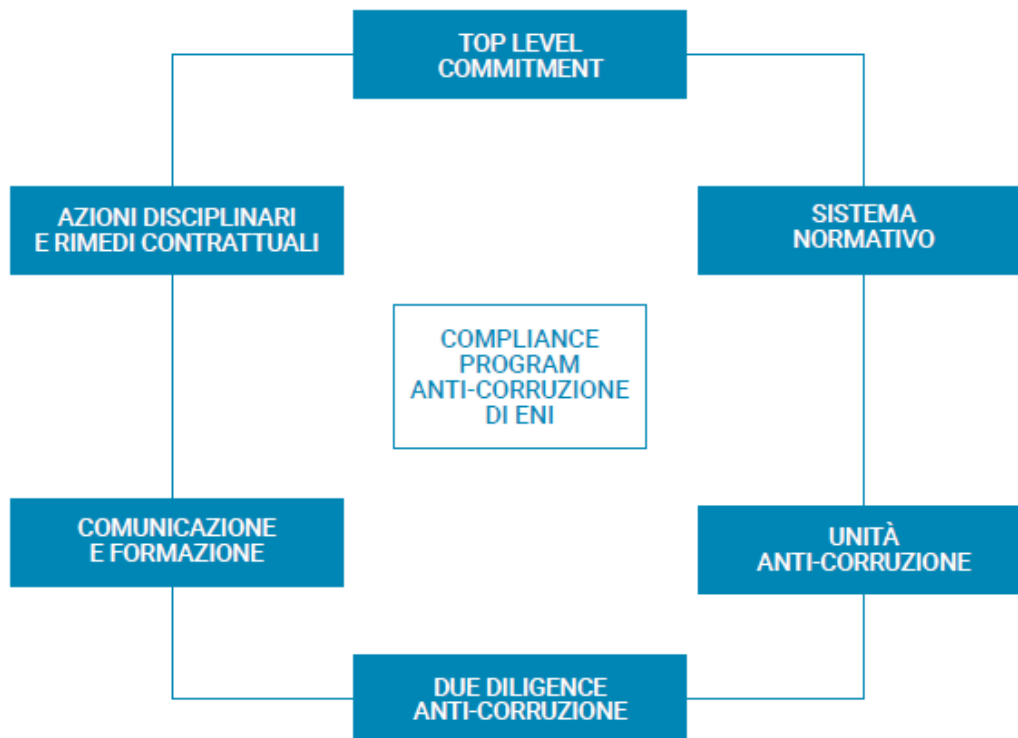 TOP LEVEL
COMMITMENT
AZIONI DISCIPLINARI
E RIMEDI CONTRATTUALI
SISTEMA
NORMATIVO
COMPLIANCE
PROGRAM
ANTI-CORRUZIONE
DI ENI
COMUNICAZIONE
E FORMAZIONE
UNITÀ
ANTI-CORRUZIONE
DUE DILIGENCE
ANTI-CORRUZIONE